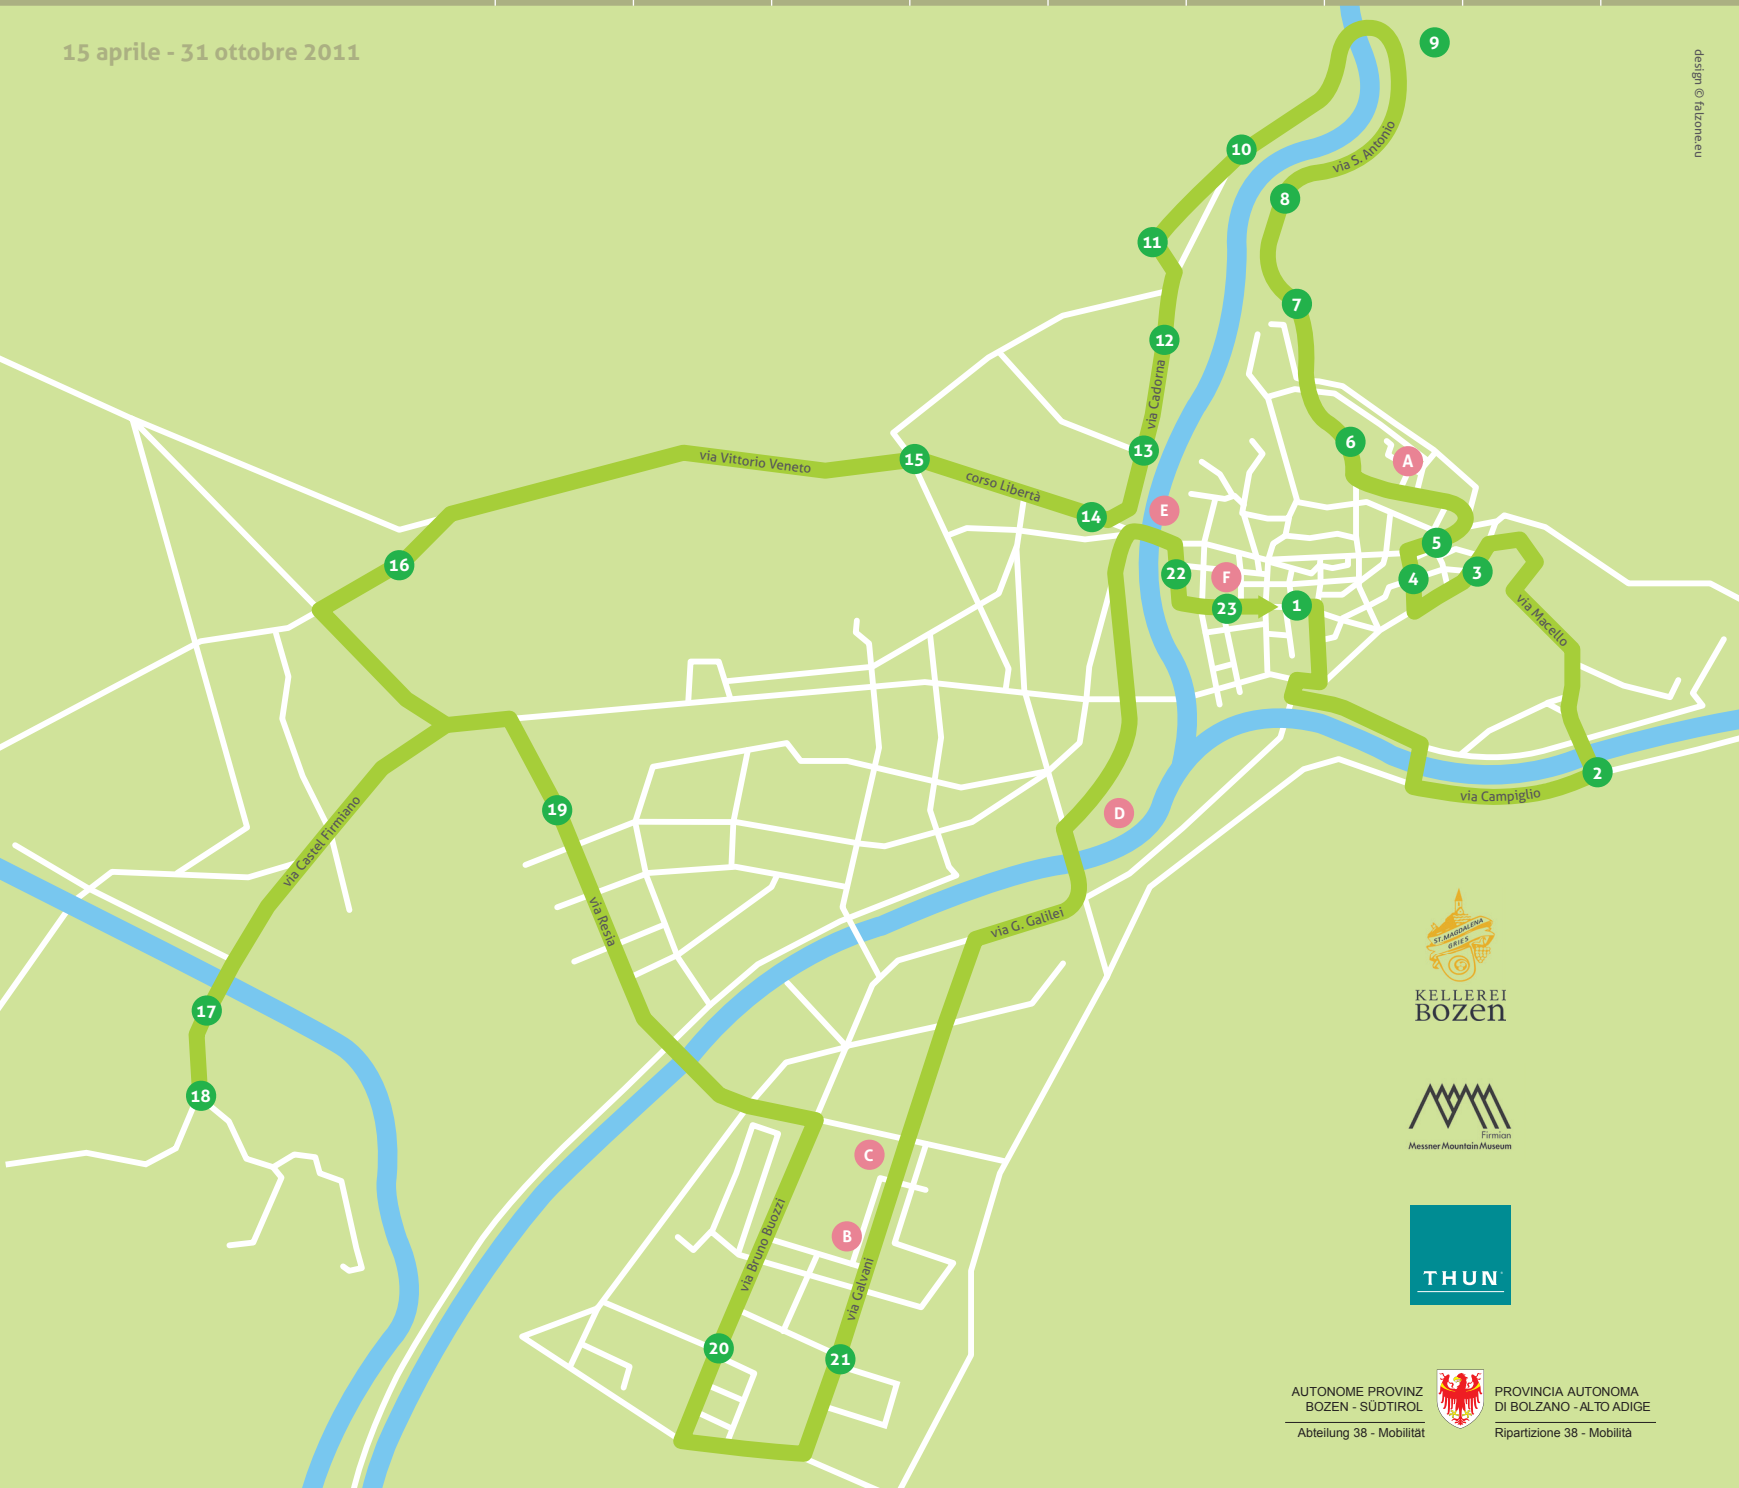 15 aprile - 31 ottobre 2011
design © falzone.eu
9
10
via S. Antonio
8
11
7
12
via Cadorna
6
13
A
via Vittorio Veneto
15
corso Libertà
14
E
5
16
22
F
4
3
23
1
via Macello
2
via Campiglio
19
D
via Castel Firmiano
via Resia
via G. Galilei
17
18
C
B
via Bruno Buozzi
via Galvani
20
21
ST. MAGDALENA
GRIES
KELLEREI
BOZEN
Firmian
Messner Mountain Museum
THUN
AUTONOME PROVINZ
BOZEN - SÜDTIROL
Abteilung 38 - Mobilität
PROVINCIA AUTONOMA
DI BOLZANO - ALTO ADIGE
Ripartizione 38 - Mobilità